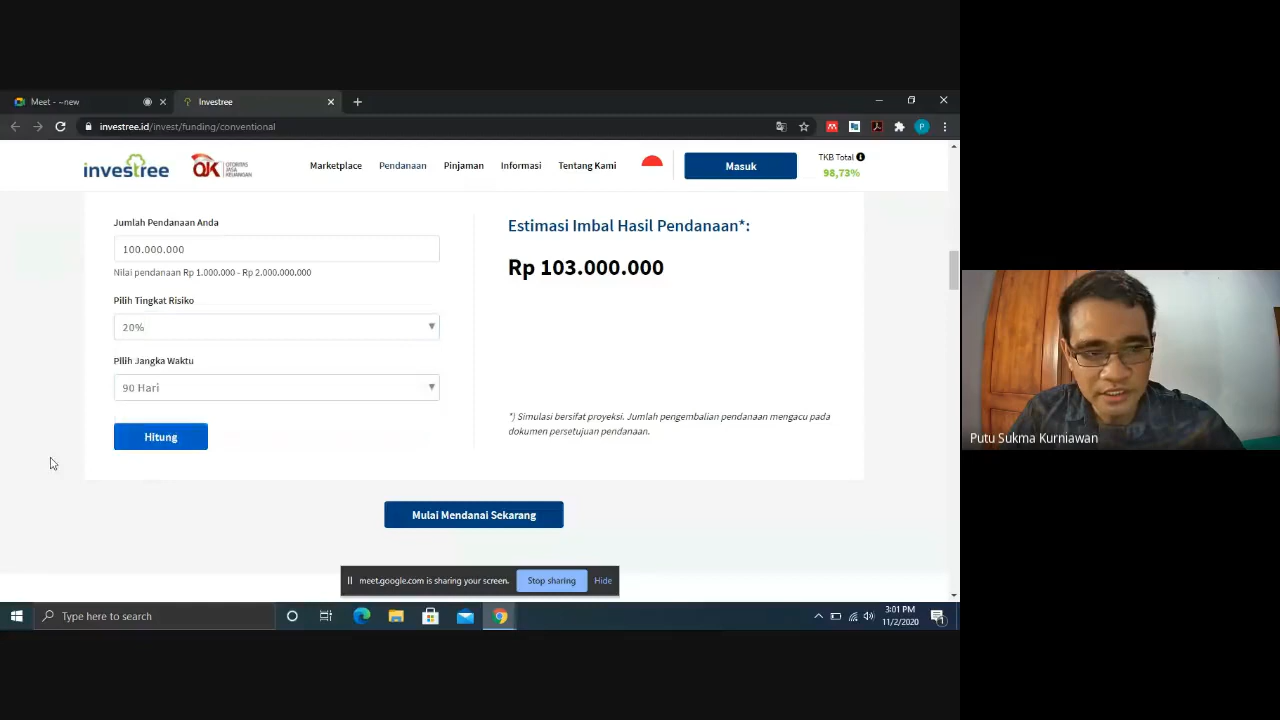 Meet - ~new
Investree
investree.id/invest/funding/conventional
investree
OJK OTORITAS JASA KEUANGAN
Marketplace
Pendanaan
Pinjaman
Informasi
Tentang Kami
Masuk
TKB Total
98,73%
Jumlah Pendanaan Anda
100.000.000
Nilai pendanaan Rp 1.000.000 - Rp 2.000.000.000
Pilih Tingkat Risiko
20%
Pilih Jangka Waktu
90 Hari
Hitung
Estimasi Imbal Hasil Pendanaan*:
Rp 103.000.000
*) Simulasi bersifat proyeksi. Jumlah pengembalian pendanaan mengacu pada
dokumen persetujuan pendanaan.
Mulai Mendanai Sekarang
meet.google.com is sharing your screen.
Stop sharing
Hide
Type here to search
3:01 PM
11/2/2020
Putu Sukma Kurniawan